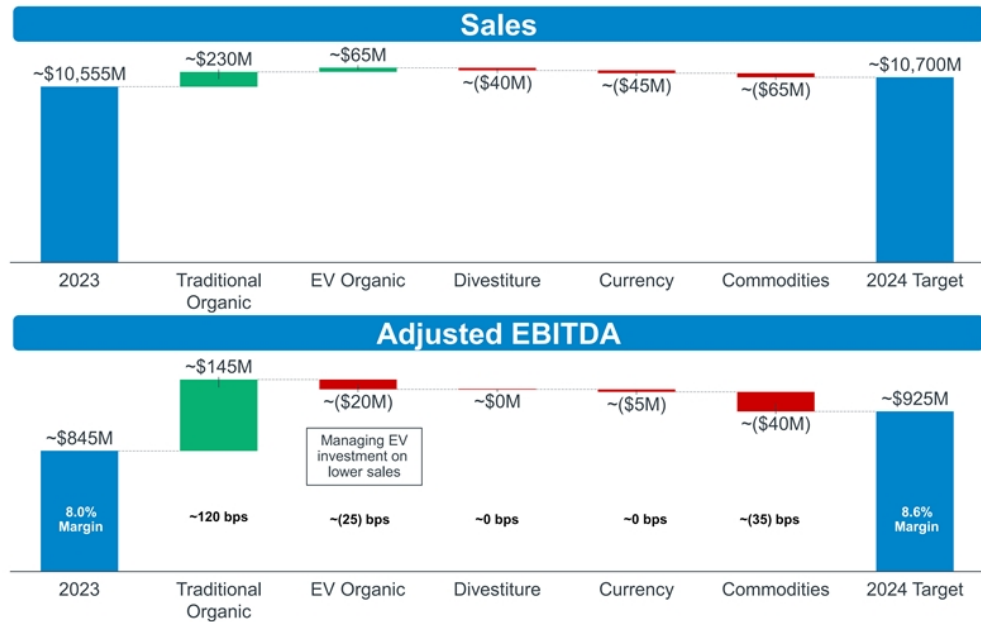 Sales
~$10,555M
~$230M
~$65M
~($40M)
~($45M)
~($65M)
~$10,700M
2023
Traditional
Organic
EV Organic
Divestiture
Currency
Commodities
2024 Target
Adjusted EBITDA
~$845M
~$145M
~($20M)
~$0M
~($5M)
~($40M)
~$925M
Managing EV
investment on
lower sales
8.0%
Margin
~120 bps
~(25) bps
~0 bps
~0 bps
~(35) bps
8.6%
Margin
2023
Traditional
Organic
EV Organic
Divestiture
Currency
Commodities
2024 Target